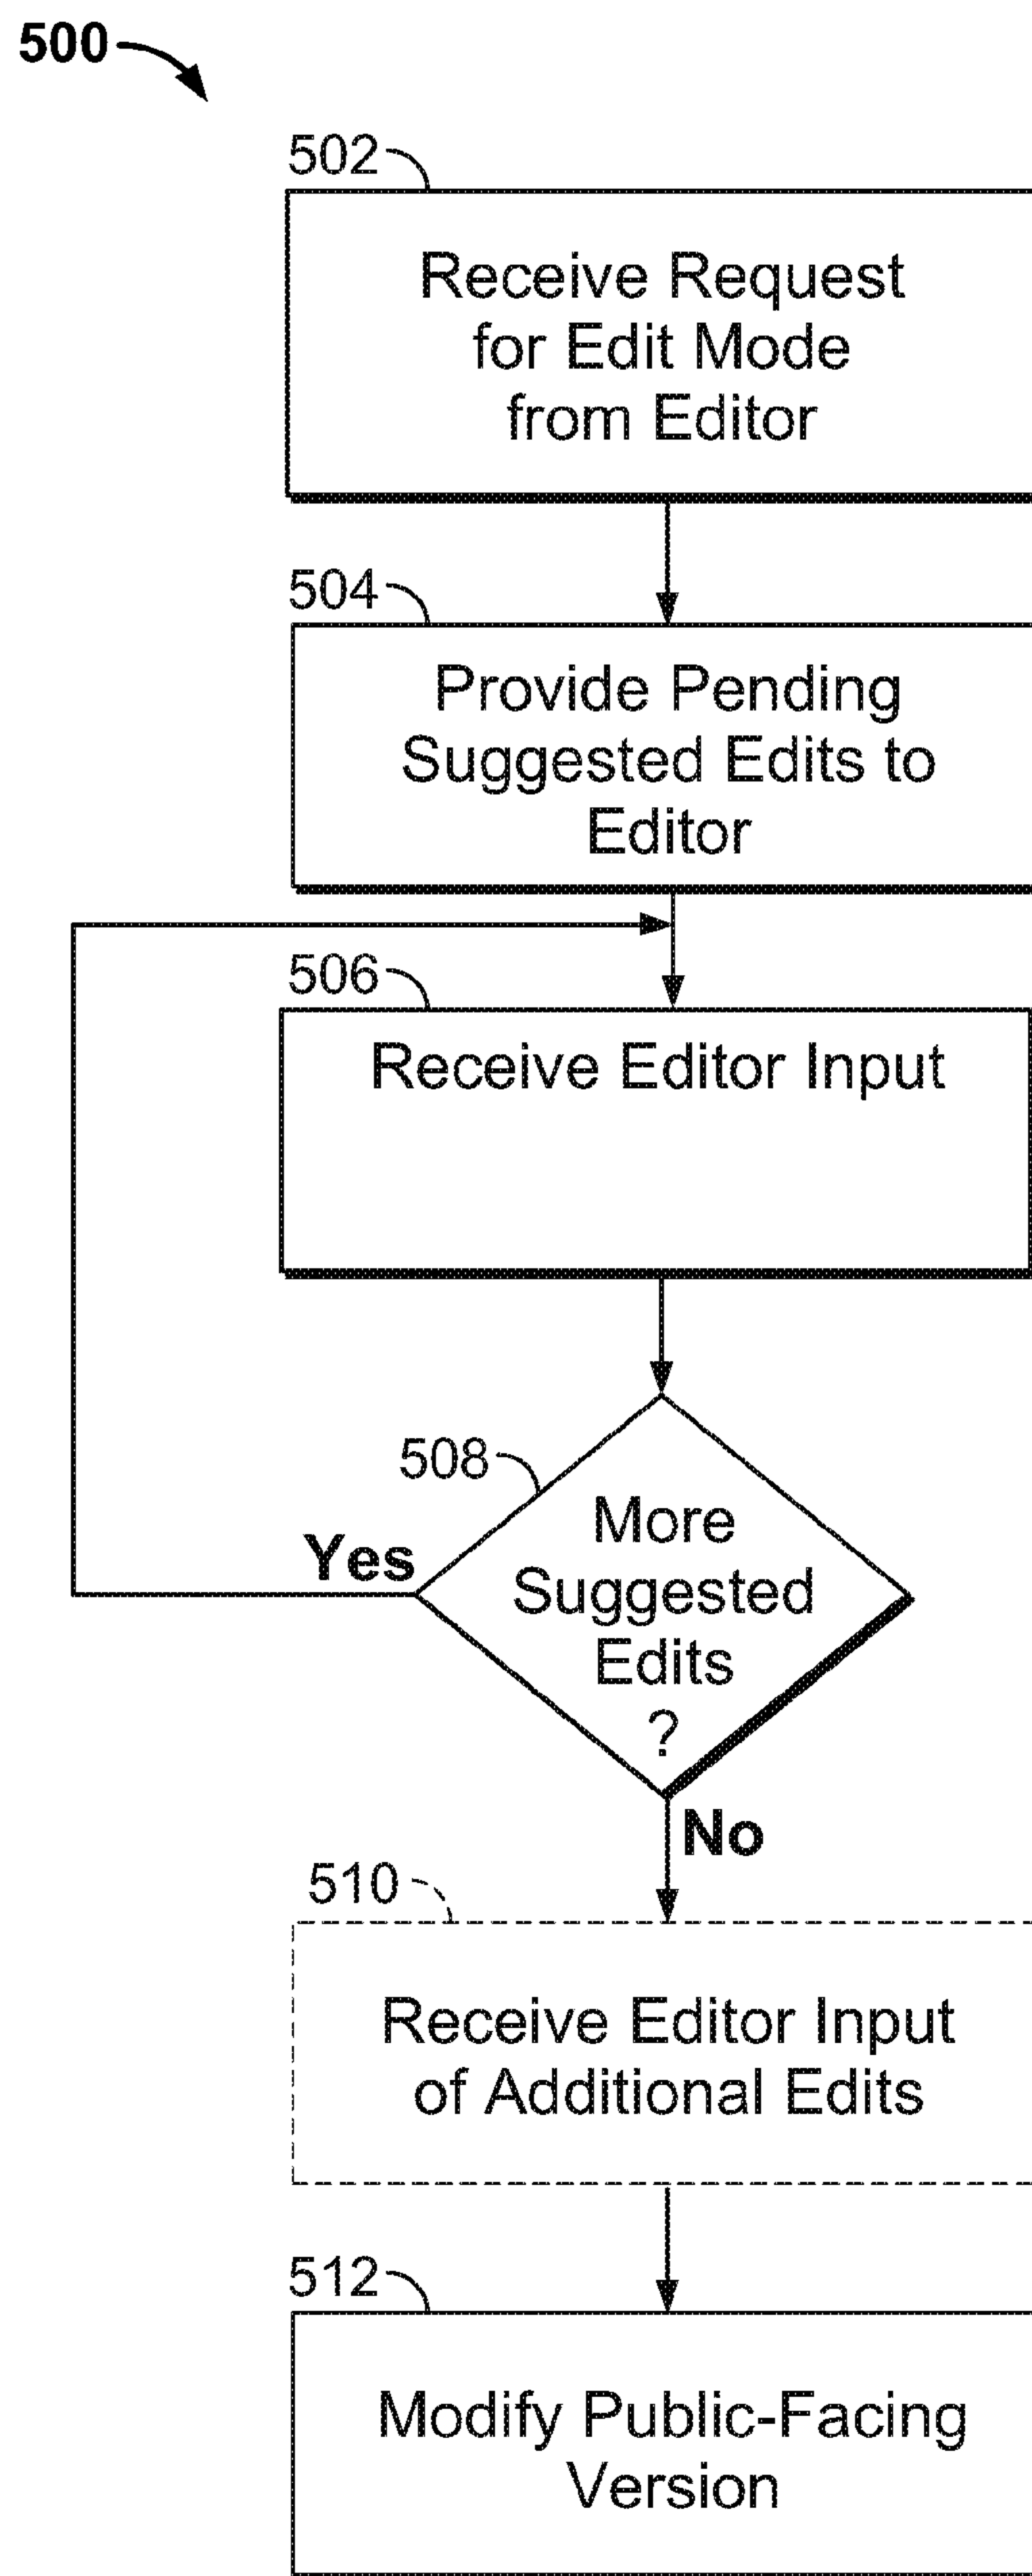 500
502
Receive Request
for Edit Mode
from Editor
504
Provide Pending
Suggested Edits to
Editor
506
Receive Editor Input
508
More
Suggested
Edits
?
Yes
No
510
Receive Editor Input
of Additional Edits
512
Modify Public-Facing
Version